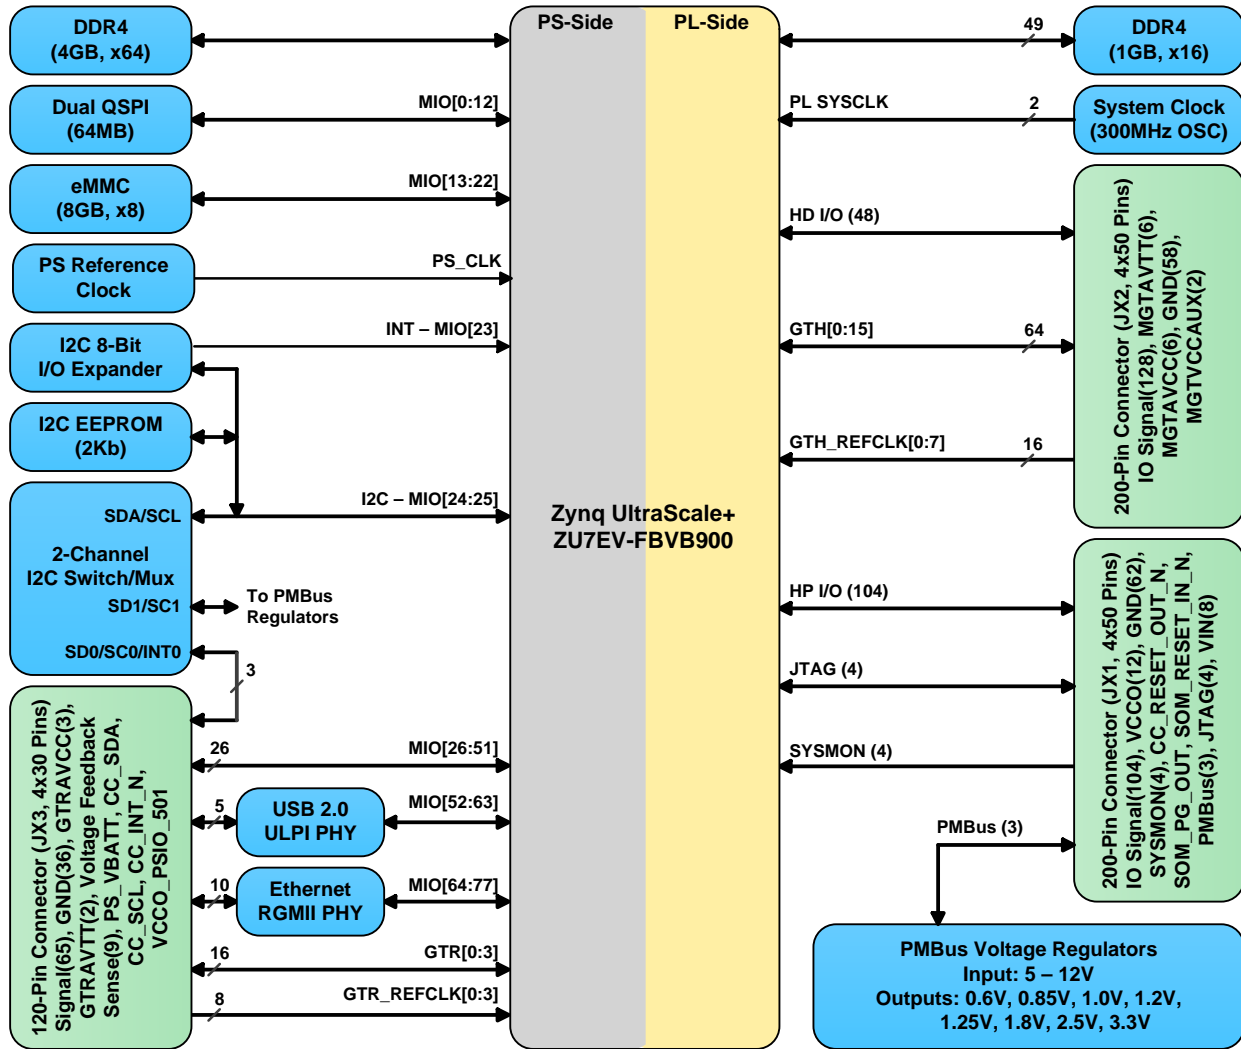 DDR4
(4GB, x64)
Dual QSPI
(64MB)
MIO[0:12]
eMMC
(8GB, x8)
MIO[13:22]
PS Reference
Clock
PS_CLK
I2C 8-Bit
I/O Expander
INT – MIO[23]
I2C EEPROM
(2Kb)
SDA/SCL
I2C – MIO[24:25]
2-Channel
I2C Switch/Mux
SD1/SC1
To PMBus
Regulators
SD0/SC0/INT0
3
120-Pin Connector (JX3, 4x30 Pins)
Signal(65), GND(36), GTRAVCC(3),
GTRAVTT(2), Voltage Feedback
Sense(9), PS_VBATT, CC_SDA,
CC_SCL, CC_INT_N,
VCCO_PSIO_501
26
MIO[26:51]
5
USB 2.0
ULPI PHY
MIO[52:63]
10
Ethernet
RGMII PHY
MIO[64:77]
16
GTR[0:3]
8
GTR_REFCLK[0:3]
PS-Side
PL-Side
Zynq UltraScale+
ZU7EV-FBVB900
49
DDR4
(1GB, x16)
PL SYSCLK
2
System Clock
(300MHz OSC)
HD I/O (48)
GTH[0:15]
64
GTH_REFCLK[0:7]
16
200-Pin Connector (JX2, 4x50 Pins)
IO Signal(128), MGTAVTT(6),
MGTAVCC(6), GND(58),
MGTVCCAUX(2)
HP I/O (104)
JTAG (4)
SYSMON (4)
200-Pin Connector (JX1, 4x50 Pins)
IO Signal(104), VCCO(12), GND(62),
SYSMON(4), CC_RESET_OUT_N,
SOM_PG_OUT, SOM_RESET_IN_N,
PMBus(3), JTAG(4), VIN(8)
PMBus (3)
PMBus Voltage Regulators
Input: 5 – 12V
Outputs: 0.6V, 0.85V, 1.0V, 1.2V,
1.25V, 1.8V, 2.5V, 3.3V